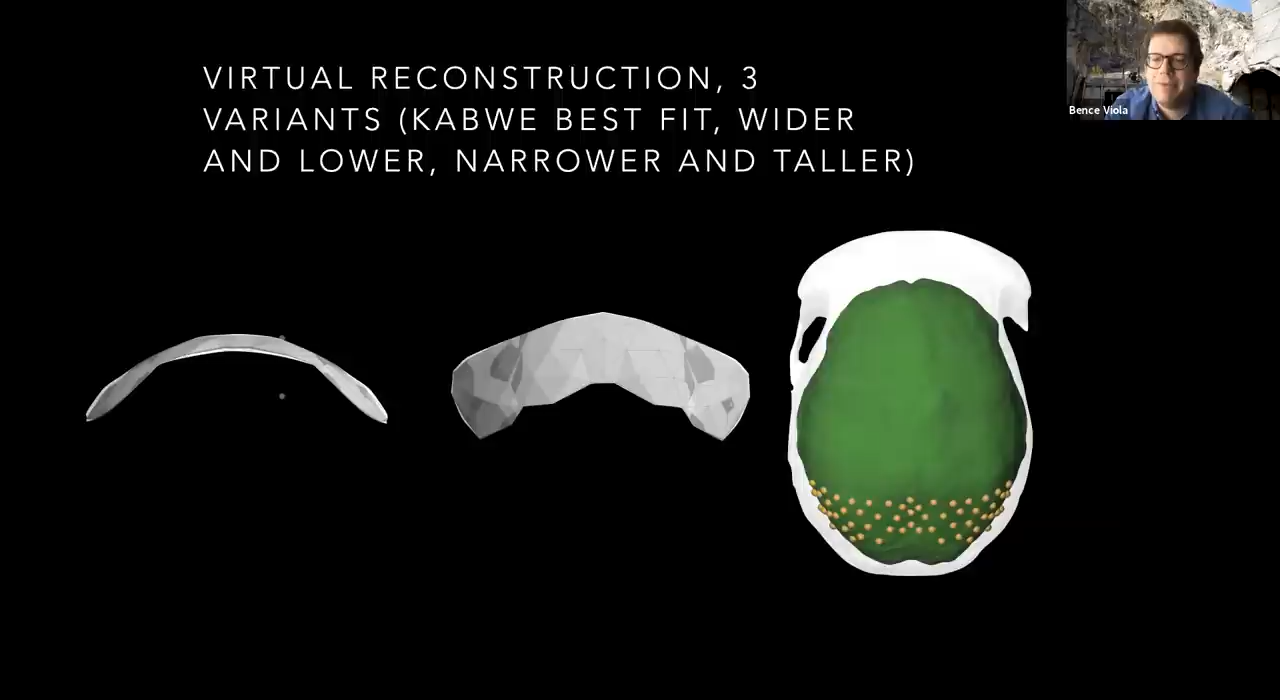 VIRTUAL RECONSTRUCTION, 3
VARIANTS (KABWE BEST FIT, WIDER
AND LOWER, NARROWER AND TALLER)
Bence Viola